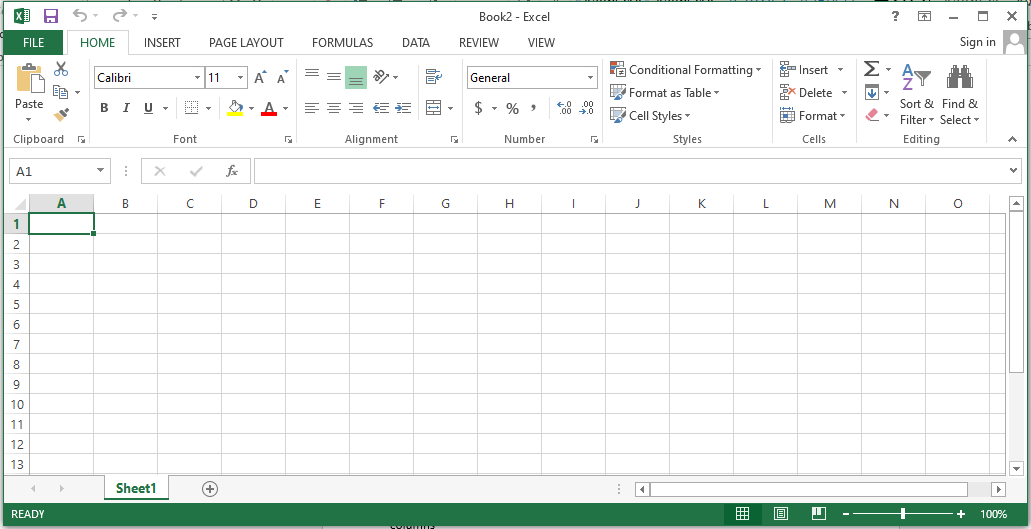 Book2 - Excel
?
FILE HOME INSERT PAGE LAYOUT FORMULAS DATA REVIEW VIEW Sign in
Calibri 11 General Conditional Formatting Insert
Format as Table Delete
Paste B I U A $ % , Cell Styles Format Sort & Filter Find & Select
Clipboard Font Alignment Number Styles Cells Editing
A1 fx
A B C D E F G H I J K L M N O
1
2
3
4
5
6
7
8
9
10
11
12
13
Sheet1
READY 100%
columns